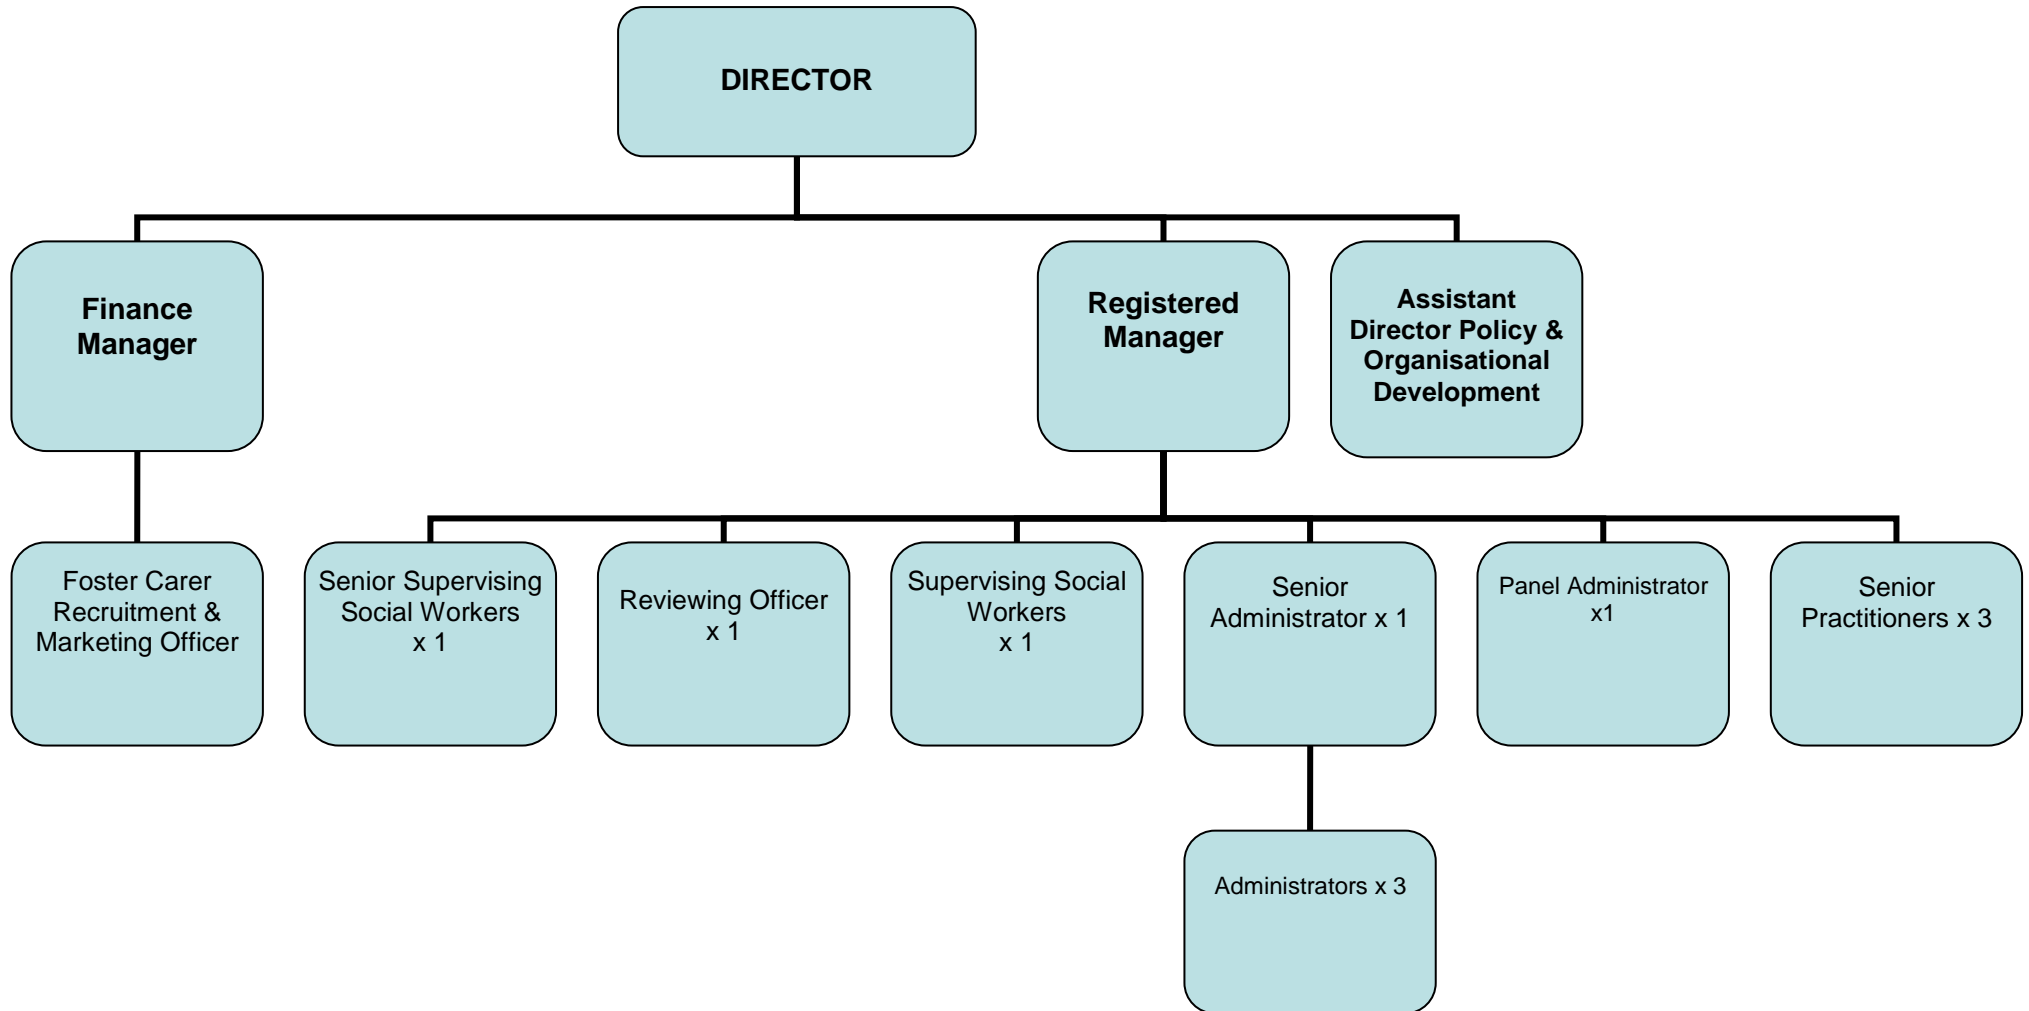 DIRECTOR
Finance
Manager
Registered
Manager
Assistant
Director Policy &
Organisational
Development
Foster Carer
Recruitment &
Marketing Officer
Senior Supervising
Social Workers
x 1
Reviewing Officer
x 1
Supervising Social
Workers
x 1
Senior
Administrator x 1
Panel Administrator
x1
Senior
Practitioners x 3
Administrators x 3